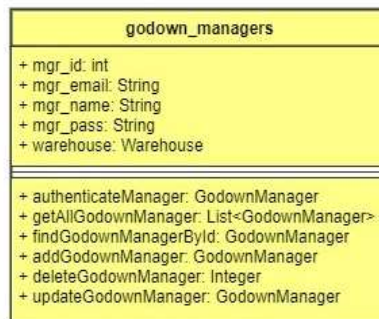 godown_managers
+ mgr_id: int
+ mgr_email: String
+ mgr_name: String
+ mgr_pass: String
+ warehouse: Warehouse
+ authenticateManager: GodownManager
+ getAllGodownManager: List<GodownManager>
+ findGodownManagerById: GodownManager
+ addGodownManager: GodownManager
+ deleteGodownManager: Integer
+ updateGodownManager: GodownManager